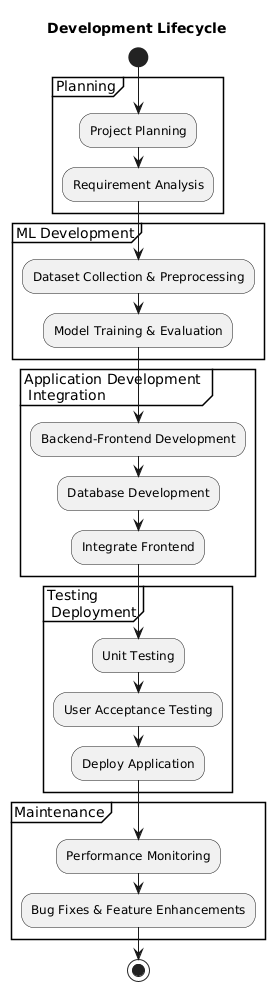 Development Lifecycle
Planning
Project Planning
Requirement Analysis
ML Development
Dataset Collection & Preprocessing
Model Training & Evaluation
Application Development
Integration
Backend-Frontend Development
Database Development
Integrate Frontend
Testing
Deployment
Unit Testing
User Acceptance Testing
Deploy Application
Maintenance
Performance Monitoring
Bug Fixes & Feature Enhancements